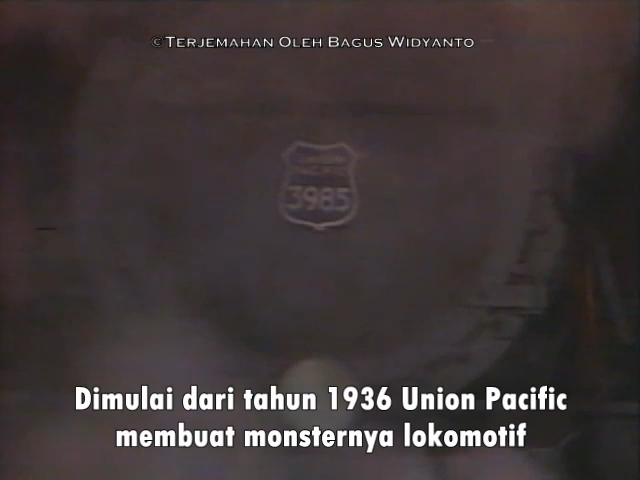 ©Terjemahan Oleh Bagus Widyanto
3985
Dimulai dari tahun 1936 Union Pacific
membuat monsternya lokomotif